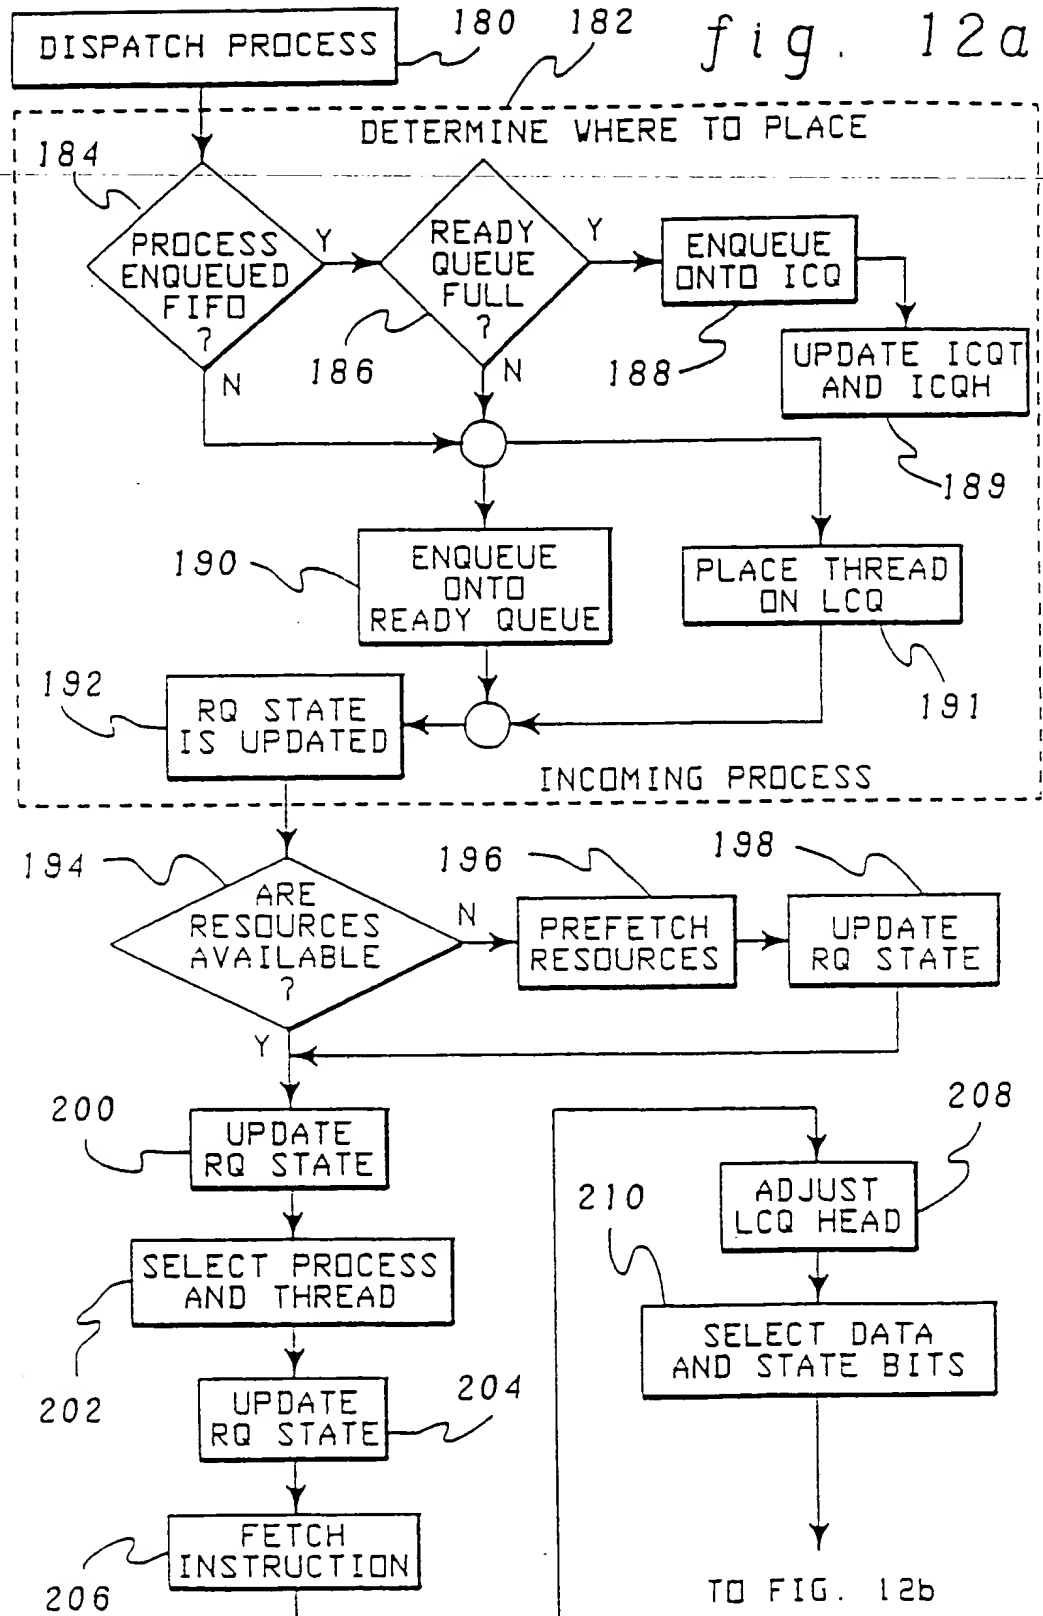 fig. 12a
DISPATCH PROCESS
180
182
DETERMINE WHERE TO PLACE
184
PROCESS
ENQUEUED
FIFO
?
Y
N
READY
QUEUE
FULL
?
Y
N
186
ENQUEUE
ONTO ICQ
188
UPDATE ICQT
AND ICQH
189
190
ENQUEUE
ONTO
READY QUEUE
PLACE THREAD
ON LCQ
191
192
RQ STATE
IS UPDATED
INCOMING PROCESS
194
ARE
RESOURCES
AVAILABLE
?
N
Y
196
PREFETCH
RESOURCES
198
UPDATE
RQ STATE
200
UPDATE
RQ STATE
SELECT PROCESS
AND THREAD
202
UPDATE
RQ STATE
204
FETCH
INSTRUCTION
206
208
ADJUST
LCQ HEAD
210
SELECT DATA
AND STATE BITS
TO FIG. 12b